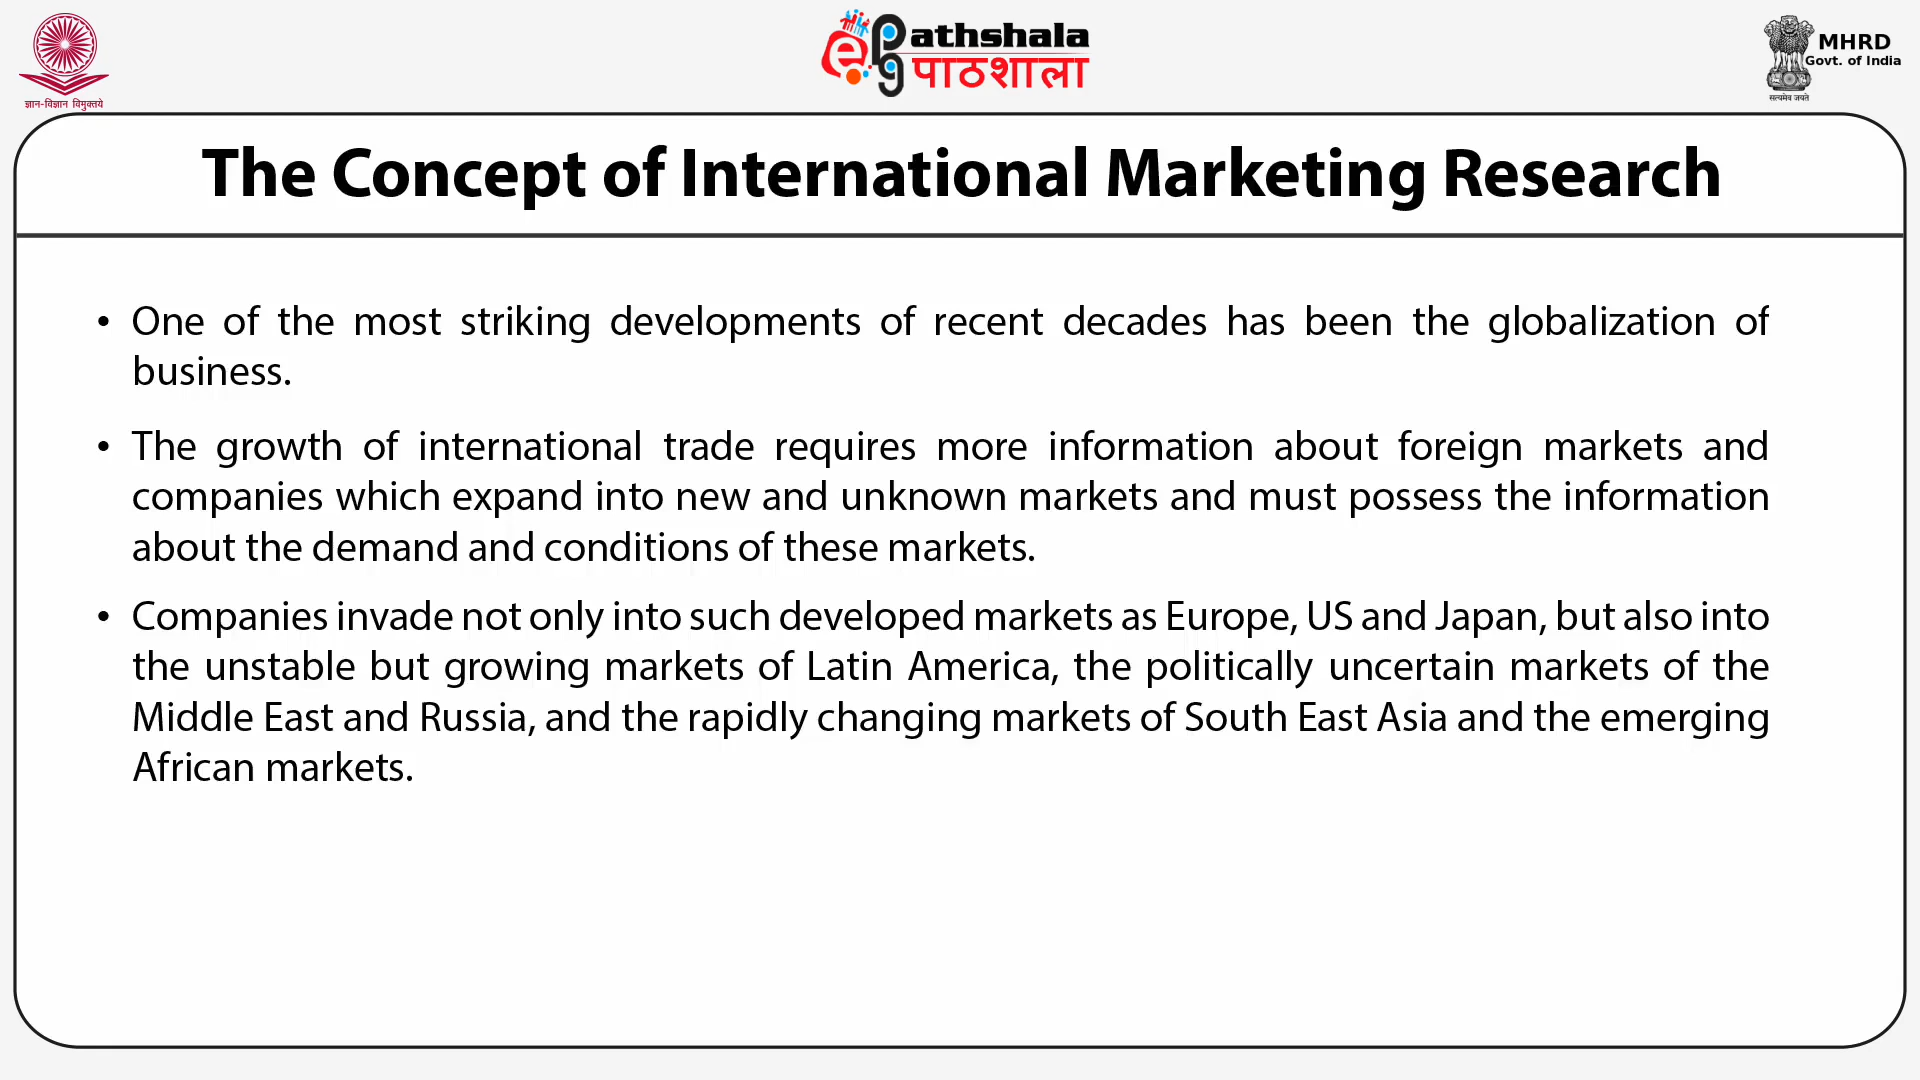 ज्ञान-विज्ञान विमुक्तये
e PG athshala
पाठशाला
MHRD
Govt. of India
सत्यमेव जयते
The Concept of International Marketing Research
• One of the most striking developments of recent decades has been the globalization of
business.
• The growth of international trade requires more information about foreign markets and
companies which expand into new and unknown markets and must possess the information
about the demand and conditions of these markets.
• Companies invade not only into such developed markets as Europe, US and Japan, but also into
the unstable but growing markets of Latin America, the politically uncertain markets of the
Middle East and Russia, and the rapidly changing markets of South East Asia and the emerging
African markets.